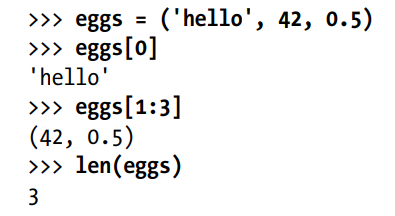 >>> eggs = ('hello', 42, 0.5)
>>> eggs[0]
'hello'
>>> eggs[1:3]
(42, 0.5)
>>> len(eggs)
3